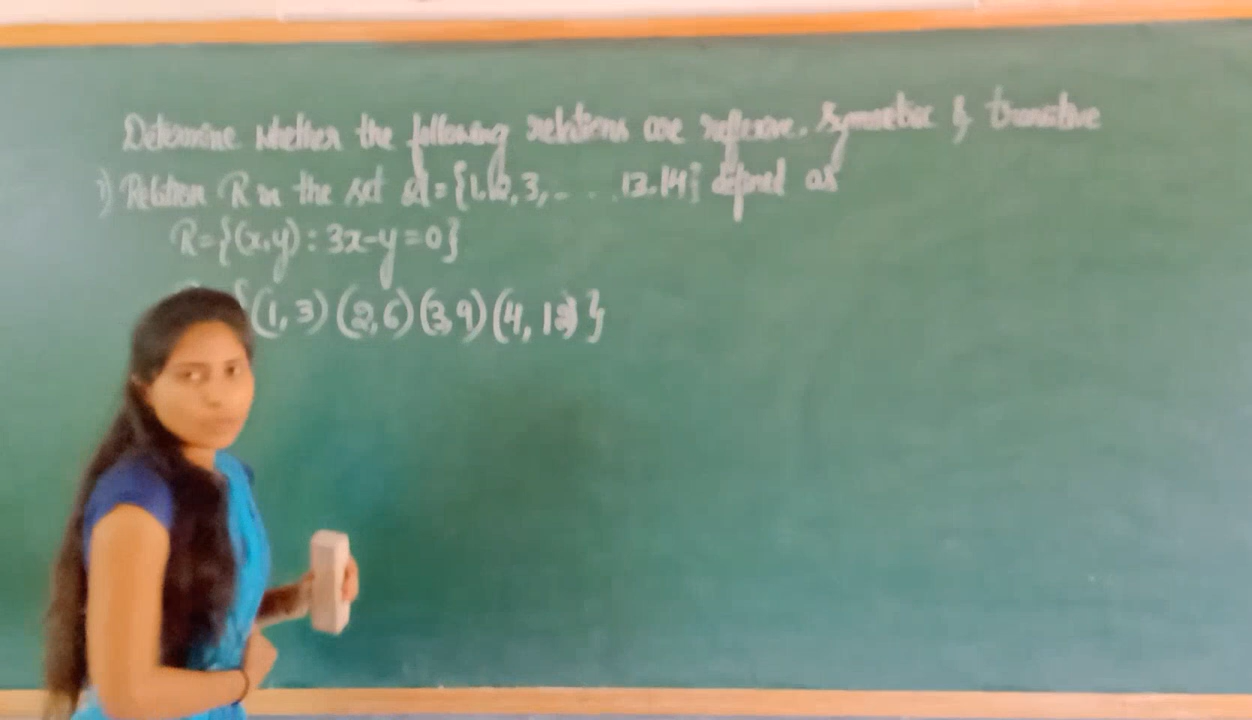 Determine whether the following relations are reflexive, symmetric & transitive
i) Relation R in the set A = {1, 2, 3, - . . . 13, 14} defined as
R = {(x, y) : 3x - y = 0}
{(1, 3) (2, 6) (3, 9) (4, 12)}